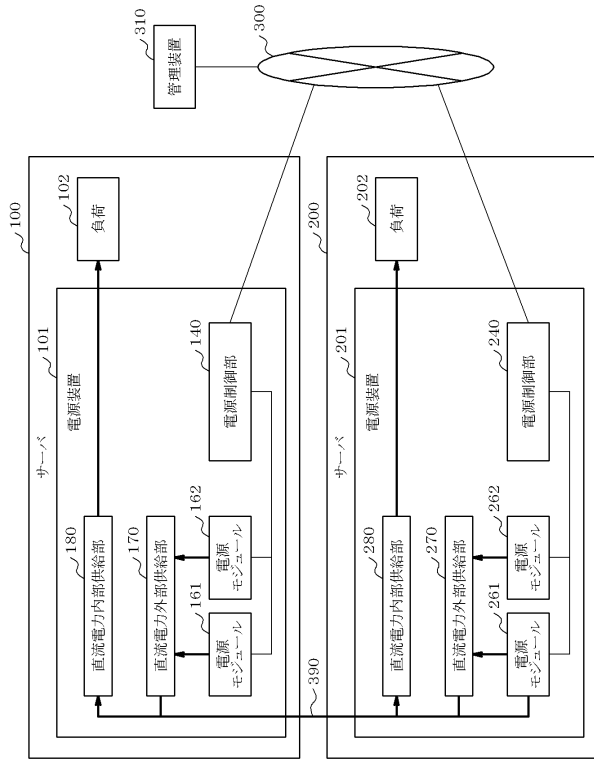 310
管理装置
300
100
サーバ
101
電源装置
102
負荷
180
直流電力内部供給部
170
直流電力外部供給部
161
電源
モジュール
162
電源
モジュール
140
電源制御部
390
200
サーバ
201
電源装置
202
負荷
280
直流電力内部供給部
270
直流電力外部供給部
261
電源
モジュール
262
電源
モジュール
240
電源制御部